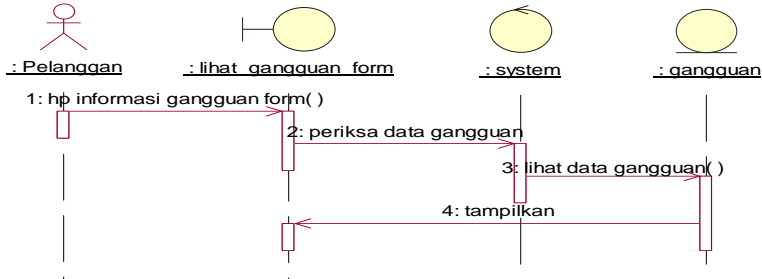 : Pelanggan
: lihat_gangguan_form
: system
: gangguan
1: hp informasi gangguan form( )
2: periksa data gangguan
3: lihat data gangguan( )
4: tampilkan